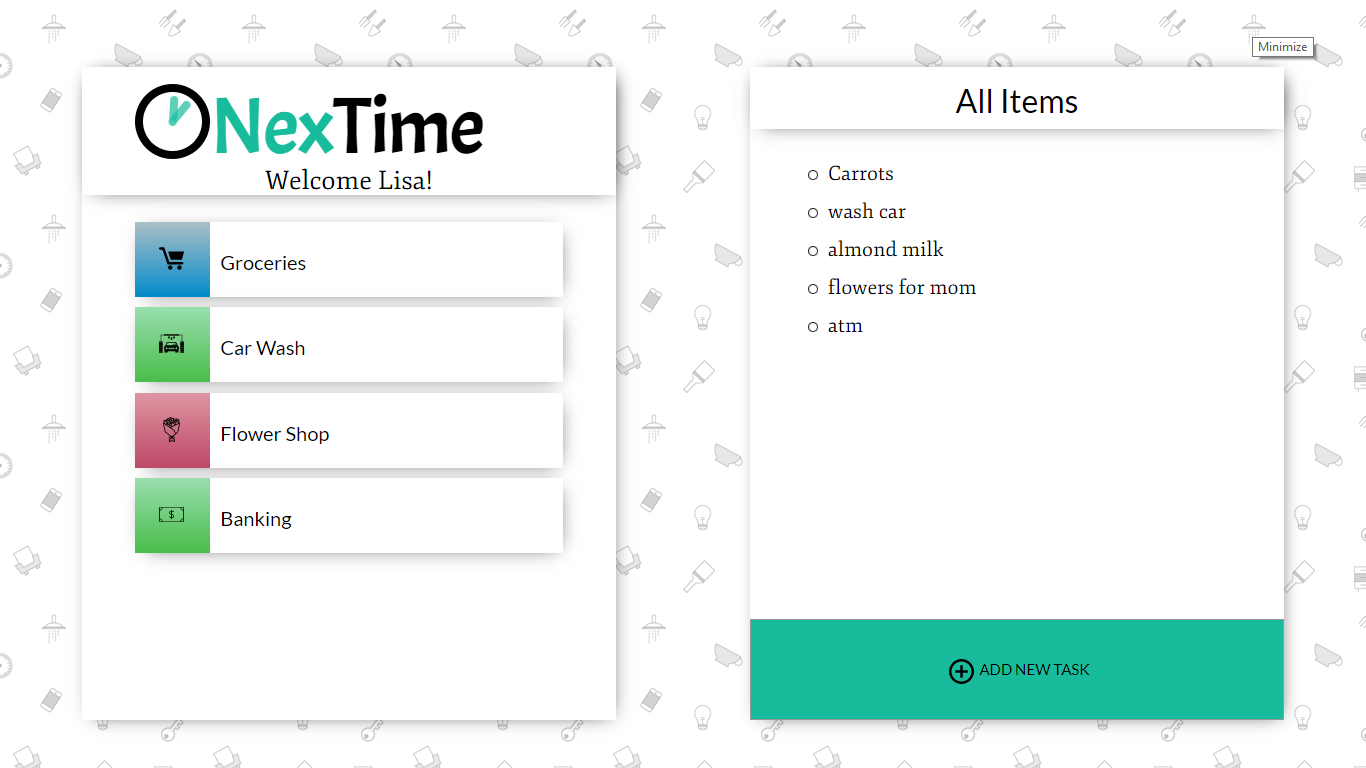 NexTime
Welcome Lisa!
Groceries
Car Wash
Flower Shop
$
Banking
Minimize
All Items
Carrots
wash car
almond milk
flowers for mom
atm
ADD NEW TASK